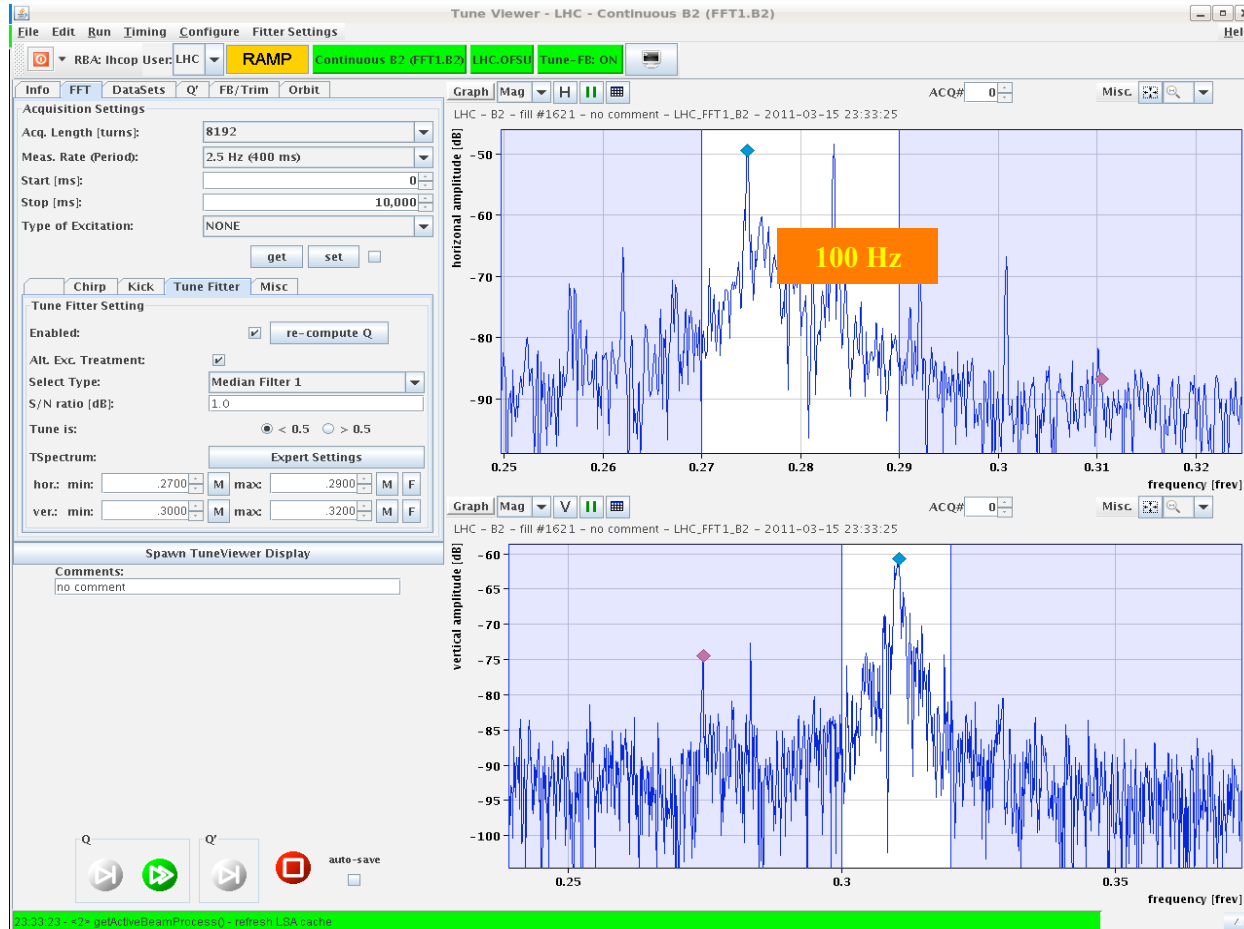 Tune Viewer - LHC - Continuous B2 (FFT1.B2)
File Edit Run Timing Configure Fitter Settings Hel
RBA: lhcop User: LHC RAMP Continuous B2 (FFT1.B2) LHC.OFSU Tune-FB: ON
Info FFT DataSets Q' FB/Trim Orbit
Acquisition Settings
Acq. Length [turns]: 8192
Meas. Rate (Period): 2.5 Hz (400 ms)
Start [ms]: 0
Stop [ms]: 10,000
Type of Excitation: NONE
get set
Chirp Kick Tune Fitter Misc
Tune Fitter Setting
Enabled: re-compute Q
Alt. Exc. Treatment:
Select Type: Median Filter 1
S/N ratio [dB]: 1.0
Tune is: < 0.5 > 0.5
TSpectrum: Expert Settings
hor.: min: .2700 M max: .2900 M F
ver.: min: .3000 M max: .3200 M F
Spawn TuneViewer Display
Comments:
no comment
Q Q'
auto-save
23:33:23 - <2> getActiveBeamProcess() - refresh LSA cache
Graph Mag H ACQ# 0 Misc.
LHC - B2 - fill #1621 - no comment - LHC_FFT1_B2 - 2011-03-15 23:33:25
horizonal amplitude [dB]
-50
-60
-70
-80
-90
100 Hz
0.25 0.26 0.27 0.28 0.29 0.3 0.31 0.32
frequency [frev]
Graph Mag V ACQ# 0 Misc.
LHC - B2 - fill #1621 - no comment - LHC_FFT1_B2 - 2011-03-15 23:33:25
vertical amplitude [dB]
-60
-65
-70
-75
-80
-85
-90
-95
-100
0.25 0.3 0.35
frequency [frev]